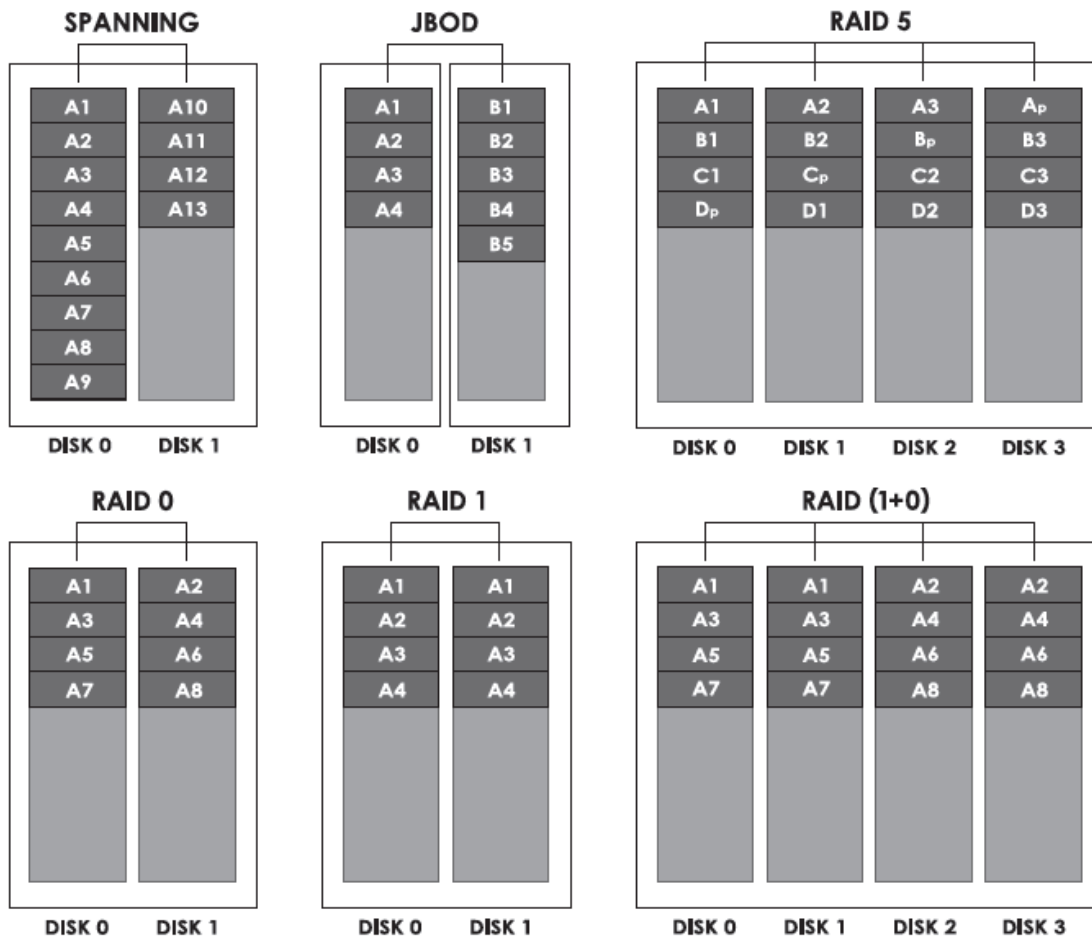 SPANNING
A1 A10
A2 A11
A3 A12
A4 A13
A5
A6
A7
A8
A9
DISK 0 DISK 1
JBOD
A1 B1
A2 B2
A3 B3
A4 B4
B5
DISK 0 DISK 1
RAID 5
A1 A2 A3 Ap
B1 B2 Bp B3
C1 Cp C2 C3
Dp D1 D2 D3
DISK 0 DISK 1 DISK 2 DISK 3
RAID 0
A1 A2
A3 A4
A5 A6
A7 A8
DISK 0 DISK 1
RAID 1
A1 A1
A2 A2
A3 A3
A4 A4
DISK 0 DISK 1
RAID (1+0)
A1 A1 A2 A2
A3 A3 A4 A4
A5 A5 A6 A6
A7 A7 A8 A8
DISK 0 DISK 1 DISK 2 DISK 3